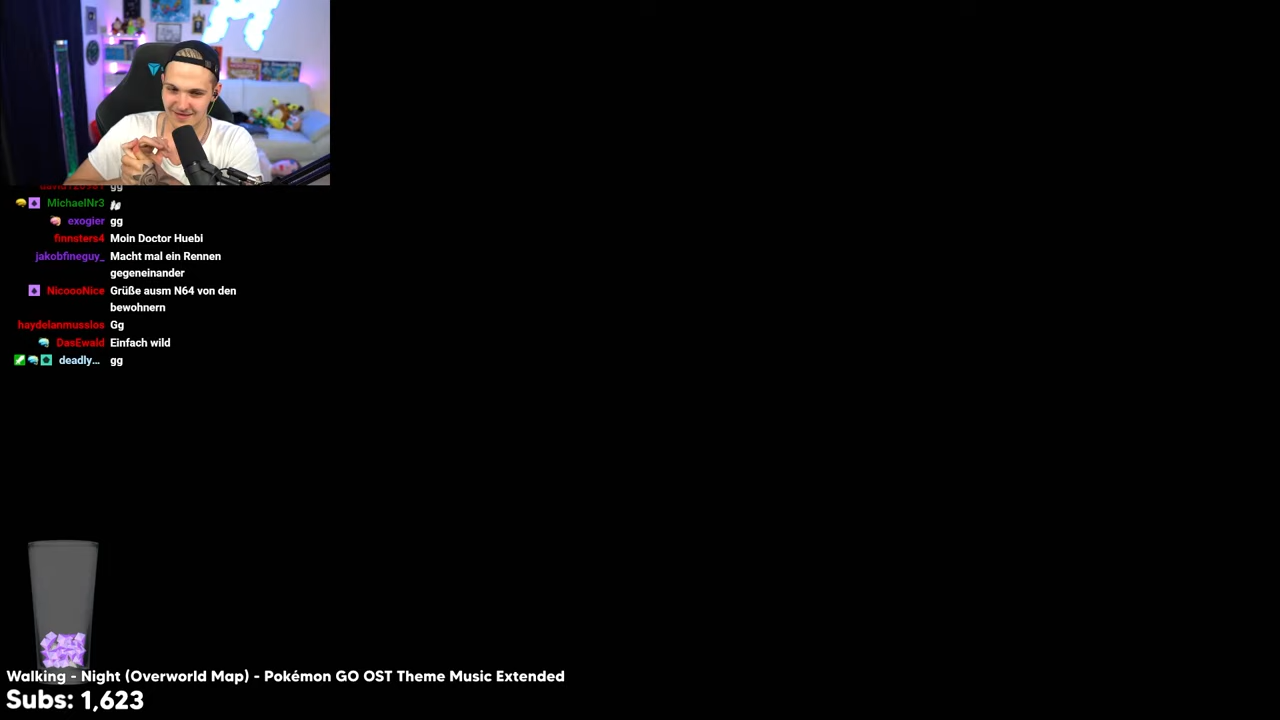 gg
MichaelNr3
exogier gg
finnsters4 Moin Doctor Huebi
jakobfineguy_ Macht mal ein Rennen
gegeneinander
NicoooNice Grüße ausm N64 von den
bewohnern
haydolanmusslos Gg
DasEwald Einfach wild
deadly... gg
Walking - Night (Overworld Map) - Pokémon GO OST Theme Music Extended
Subs: 1,623